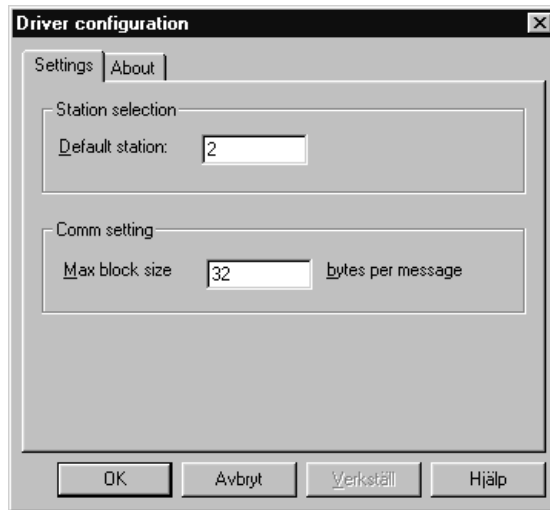 Driver configuration
Settings About
Station selection
Default station: 2
Comm setting
Max block size 32 bytes per message
OK Avbryt Verkställ Hjälp